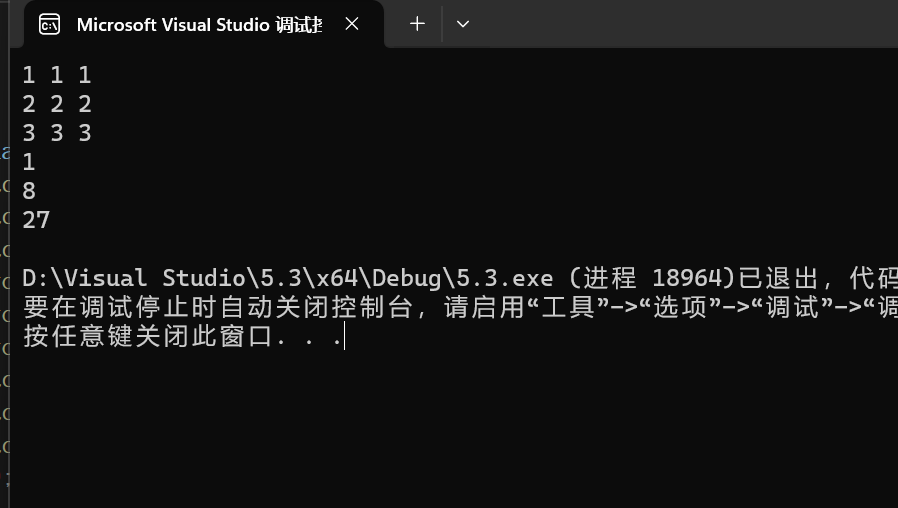 Microsoft Visual Studio 调试
1 1 1
2 2 2
3 3 3
1
8
27
D:\Visual Studio\5.3\x64\Debug\5.3.exe (进程 18964)已退出，代码
要在调试停止时自动关闭控制台，请启用“工具”->“选项”->“调试”->“调
按任意键关闭此窗口. . .